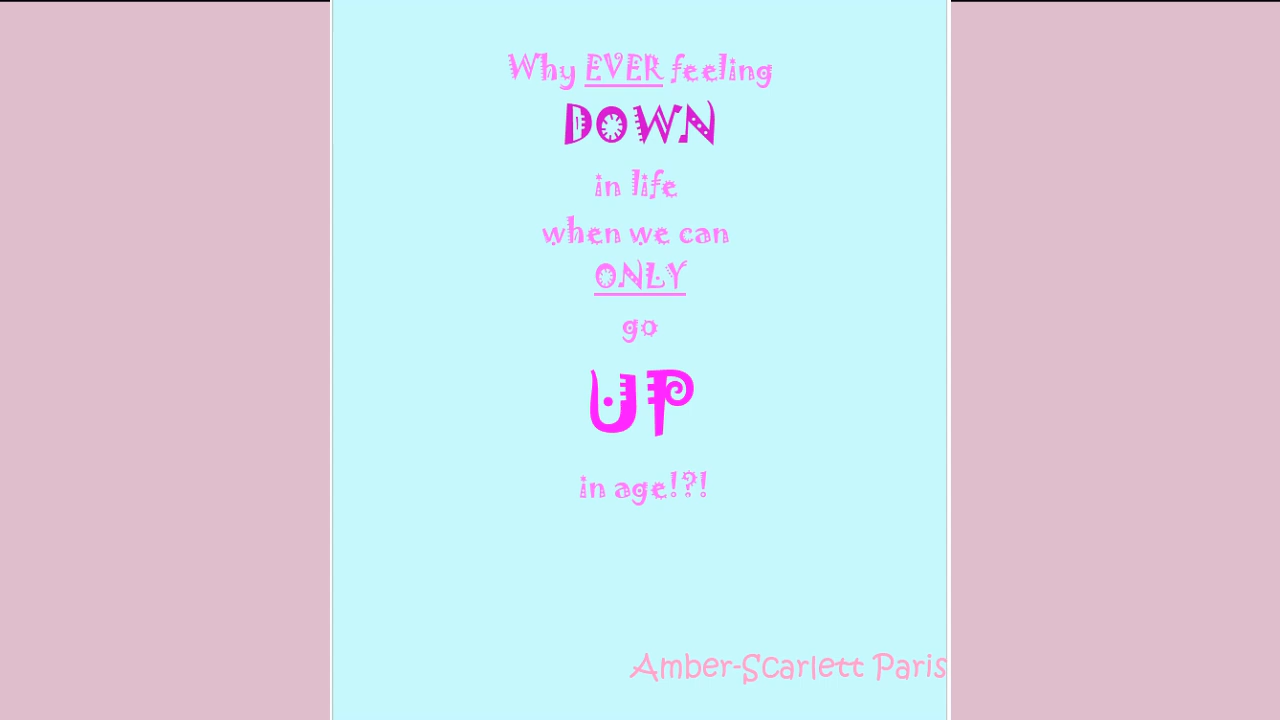 Why EVER feeling
DOWN
in life
when we can
ONLY
go
UP
in age!?!
Amber-Scarlett Paris